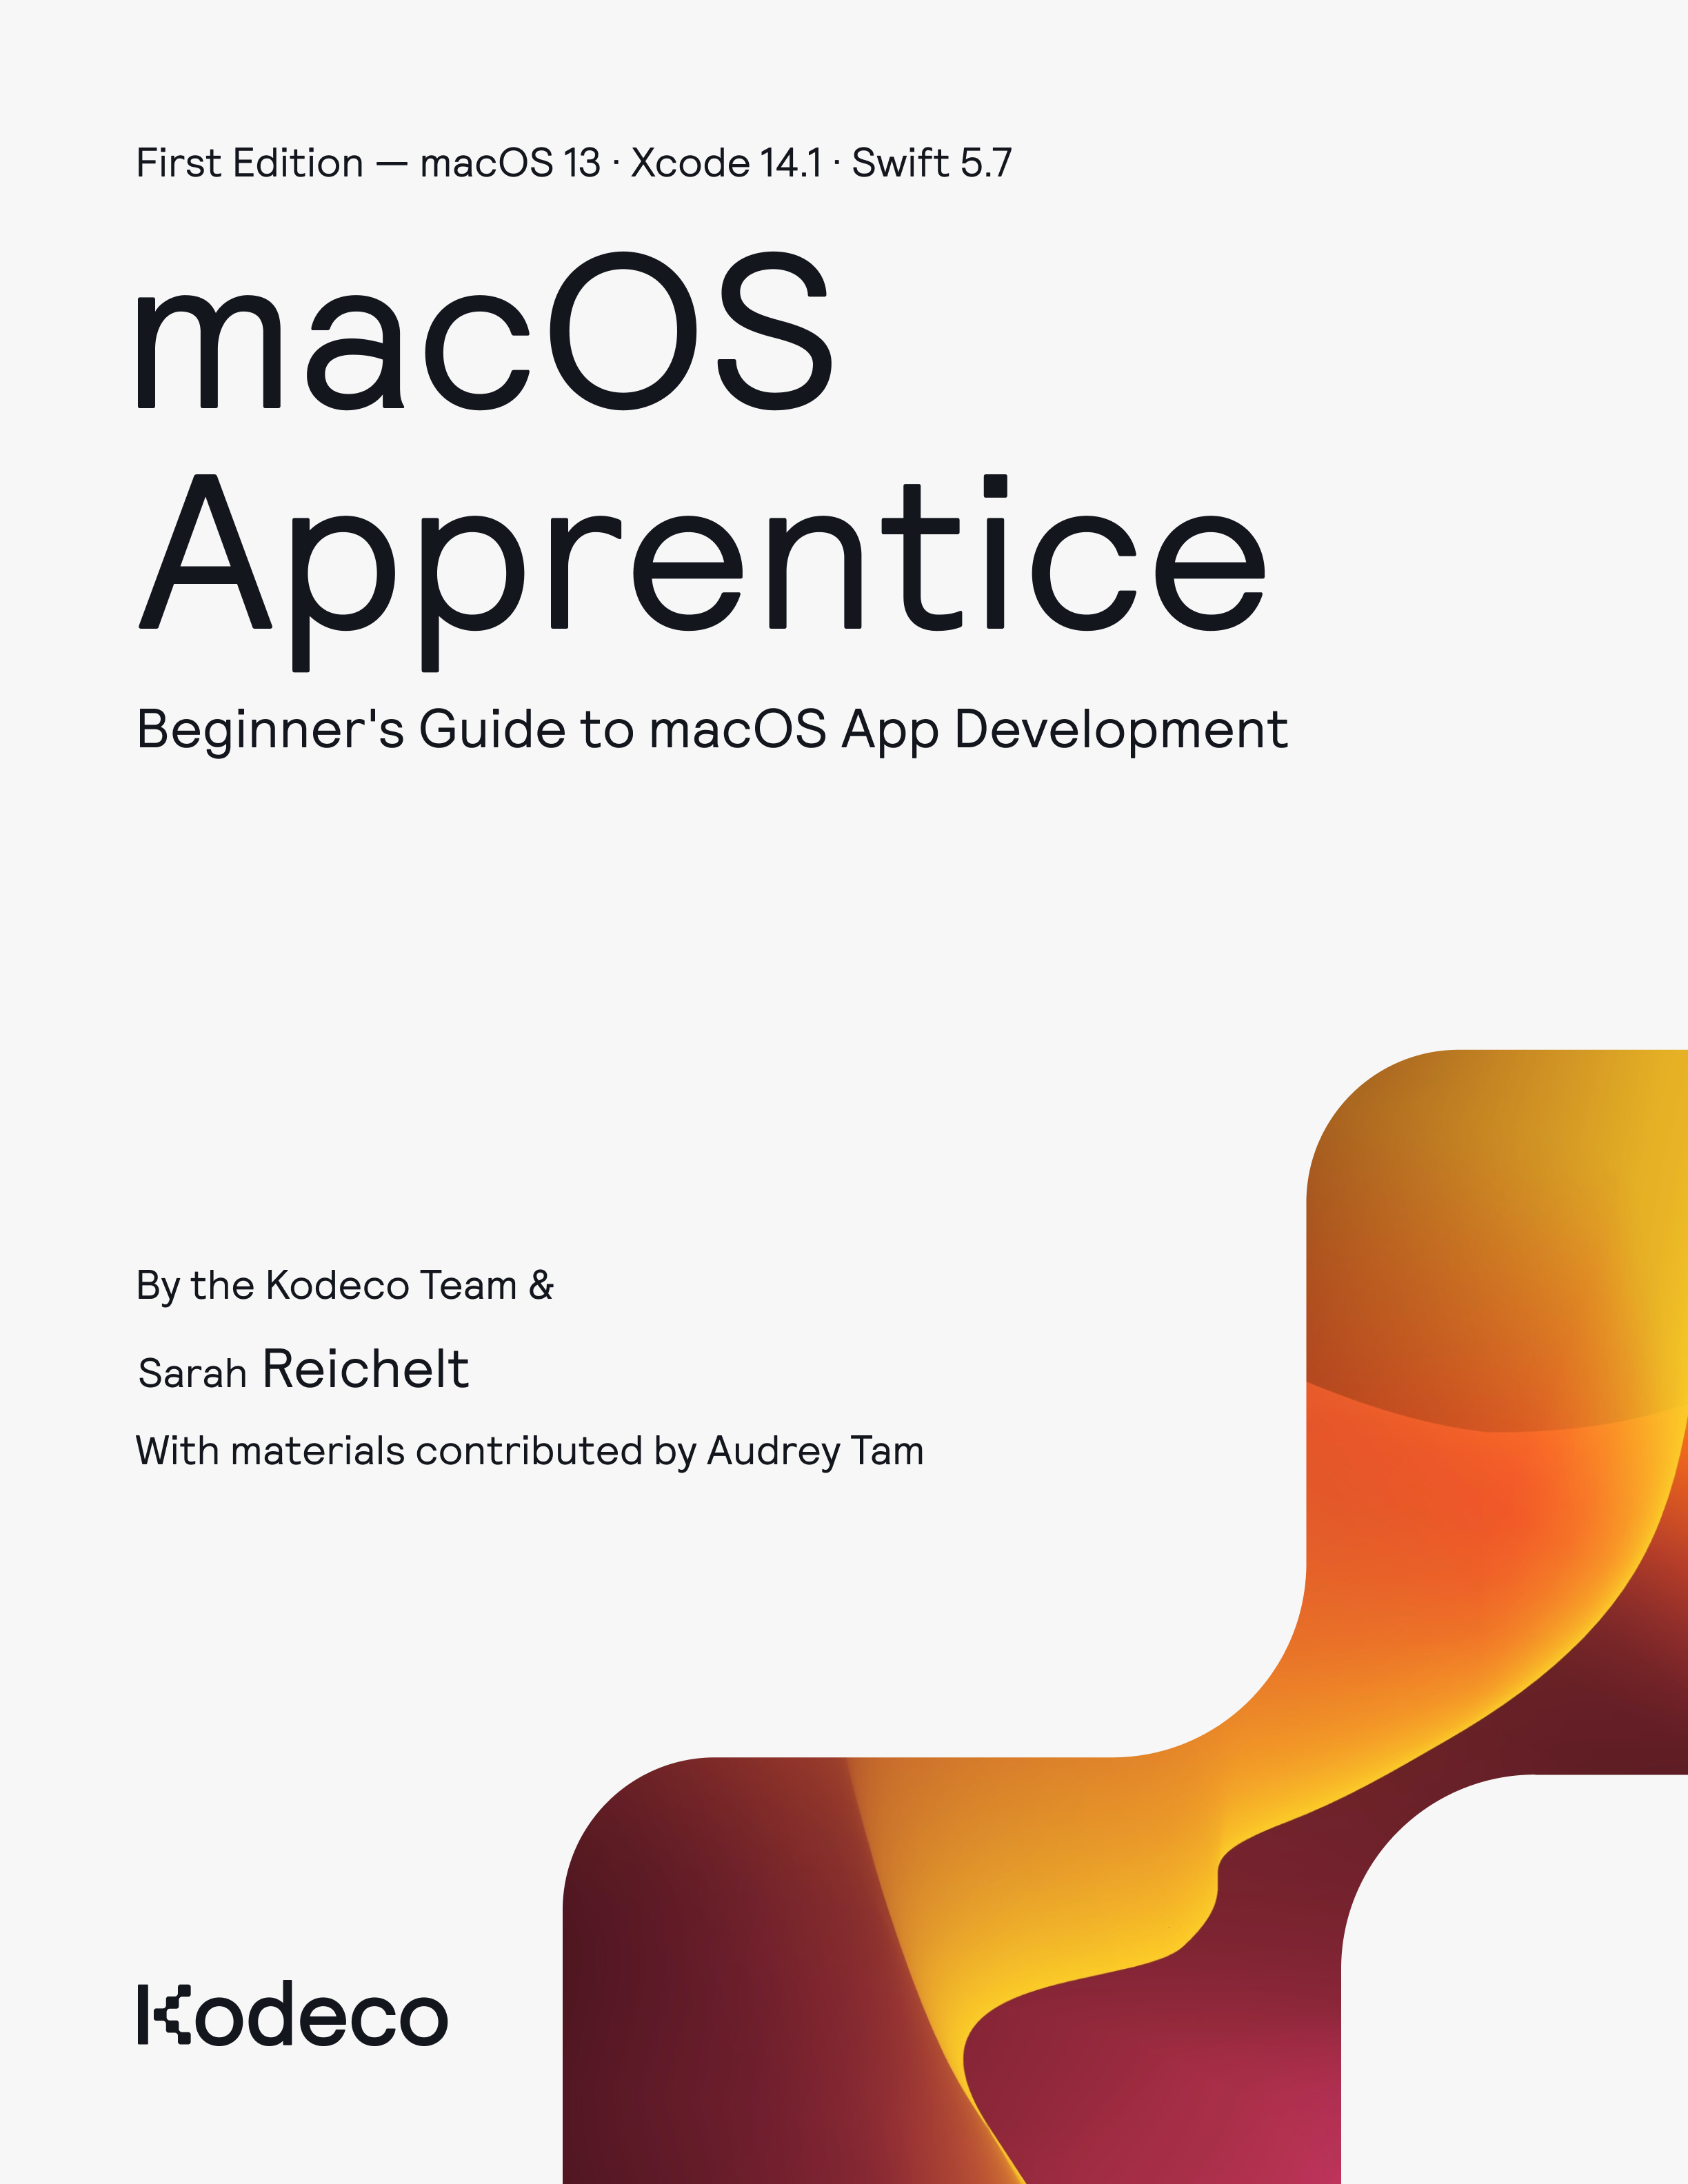 First Edition — macOS 13 · Xcode 14.1 · Swift 5.7
macOS
Apprentice
Beginner's Guide to macOS App Development
By the Kodeco Team &
Sarah Reichelt
With materials contributed by Audrey Tam
Kodeco